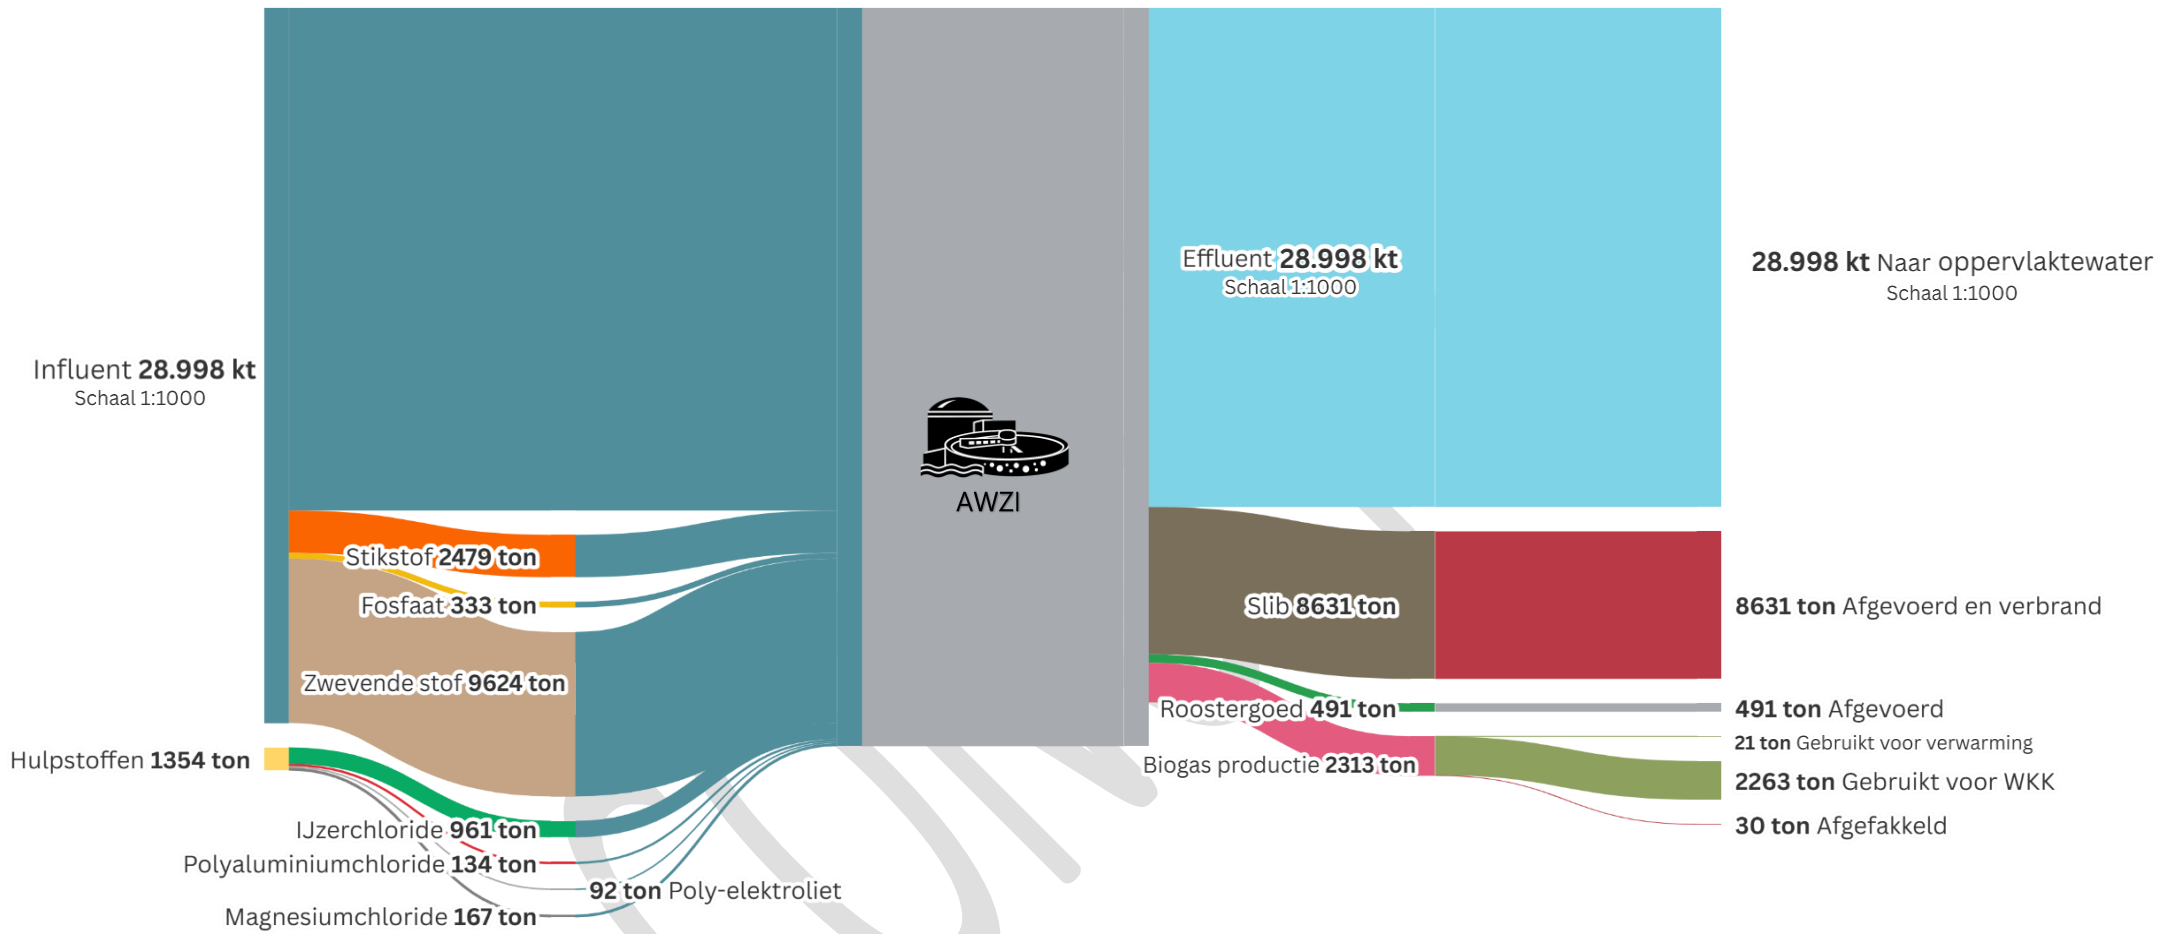 Influent 28.998 kt
Schaal 1:1000
Stikstof 2479 ton
Fosfaat 333 ton
Zwevende stof 9624 ton
Hulpstoffen 1354 ton
IJzerchloride 961 ton
Polyaluminiumchloride 134 ton
92 ton Poly-elektroliet
Magnesiumchloride 167 ton
AWZI
Effluent 28.998 kt
Schaal 1:1000
Slib 8631 ton
Roostergoed 491 ton
Biogas productie 2313 ton
28.998 kt Naar oppervlaktewater
Schaal 1:1000
8631 ton Afgevoerd en verbrand
491 ton Afgevoerd
21 ton Gebruikt voor verwarming
2263 ton Gebruikt voor WKK
30 ton Afgefakkeld